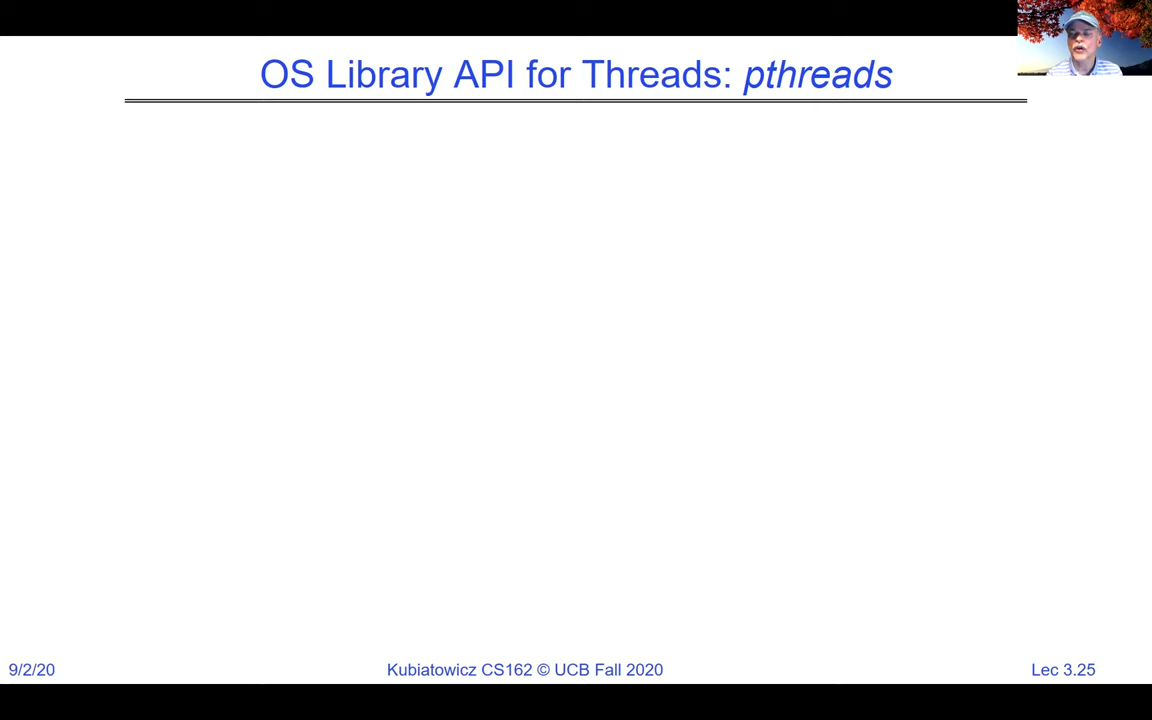 OS Library API for Threads: pthreads
9/2/20
Kubiatowicz CS162 © UCB Fall 2020
Lec 3.25